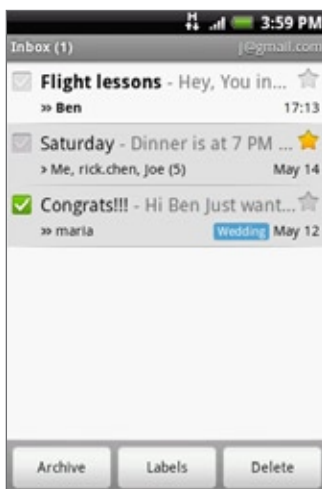 H 3:59 PM
Inbox (1) j@gmail.com
Flight lessons - Hey, You in...
» Ben 17:13
Saturday - Dinner is at 7 PM ...
› Me, rick.chen, Joe (5) May 14
Congrats!!! - Hi Ben Just want...
» maria Wedding May 12
Archive Labels Delete